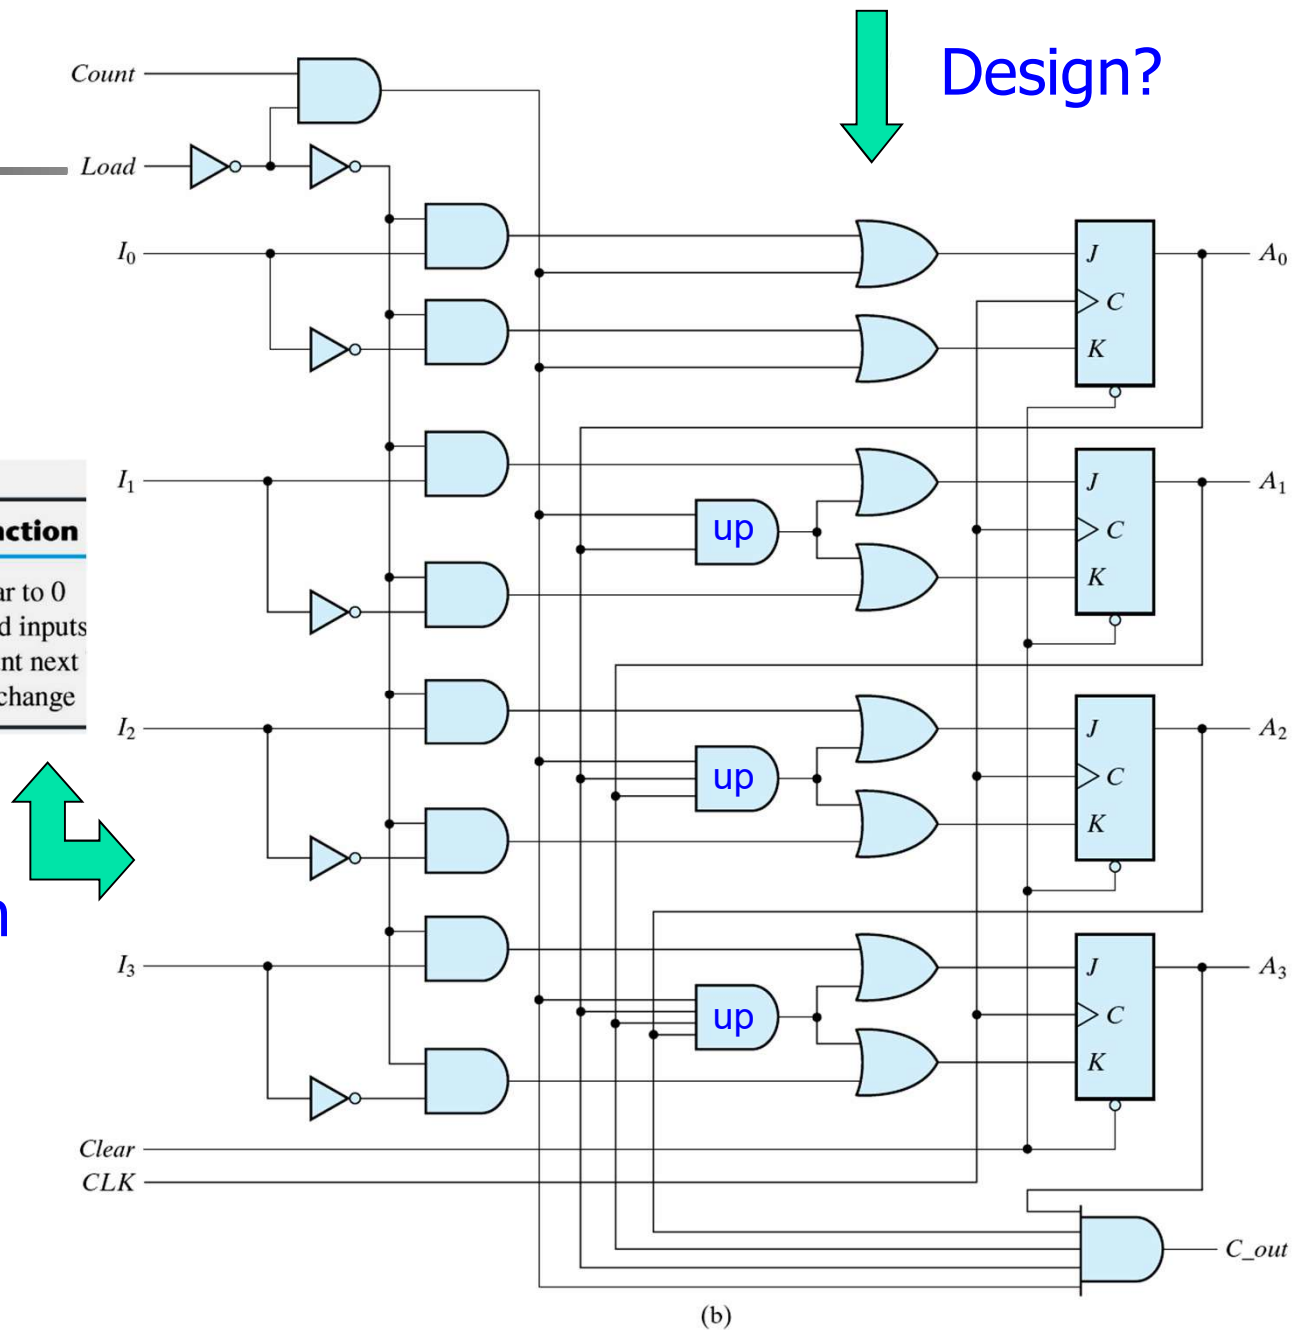 Design?
Count
Load
I₀
J
A₀
C
K
nction
ar to 0
d inputs
nt next
change
I₁
up
J
A₁
C
K
I₂
up
J
A₂
C
K
n
I₃
up
J
A₃
C
K
Clear
CLK
C_out
(b)